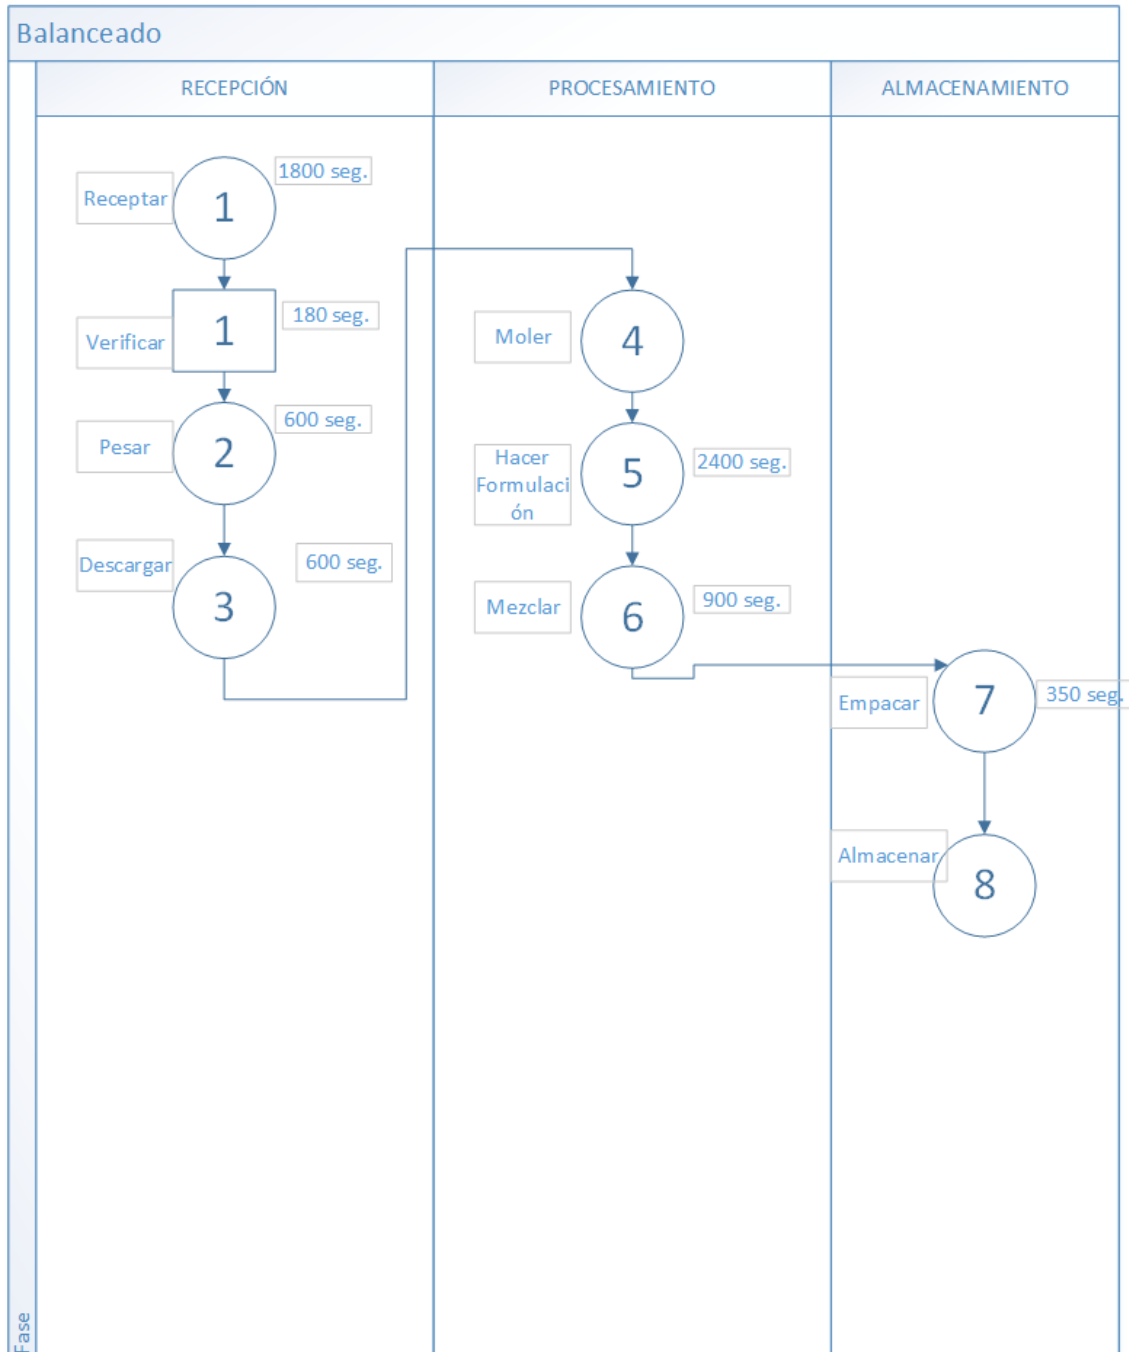 Balanceado
RECEPCIÓN
PROCESAMIENTO
ALMACENAMIENTO
Receptar
1
1800 seg.
Verificar
1
180 seg.
Pesar
2
600 seg.
Descargar
3
600 seg.
Moler
4
Hacer
Formulaci
ón
5
2400 seg.
Mezclar
6
900 seg.
Empacar
7
350 seg.
Almacenar
8
Fase